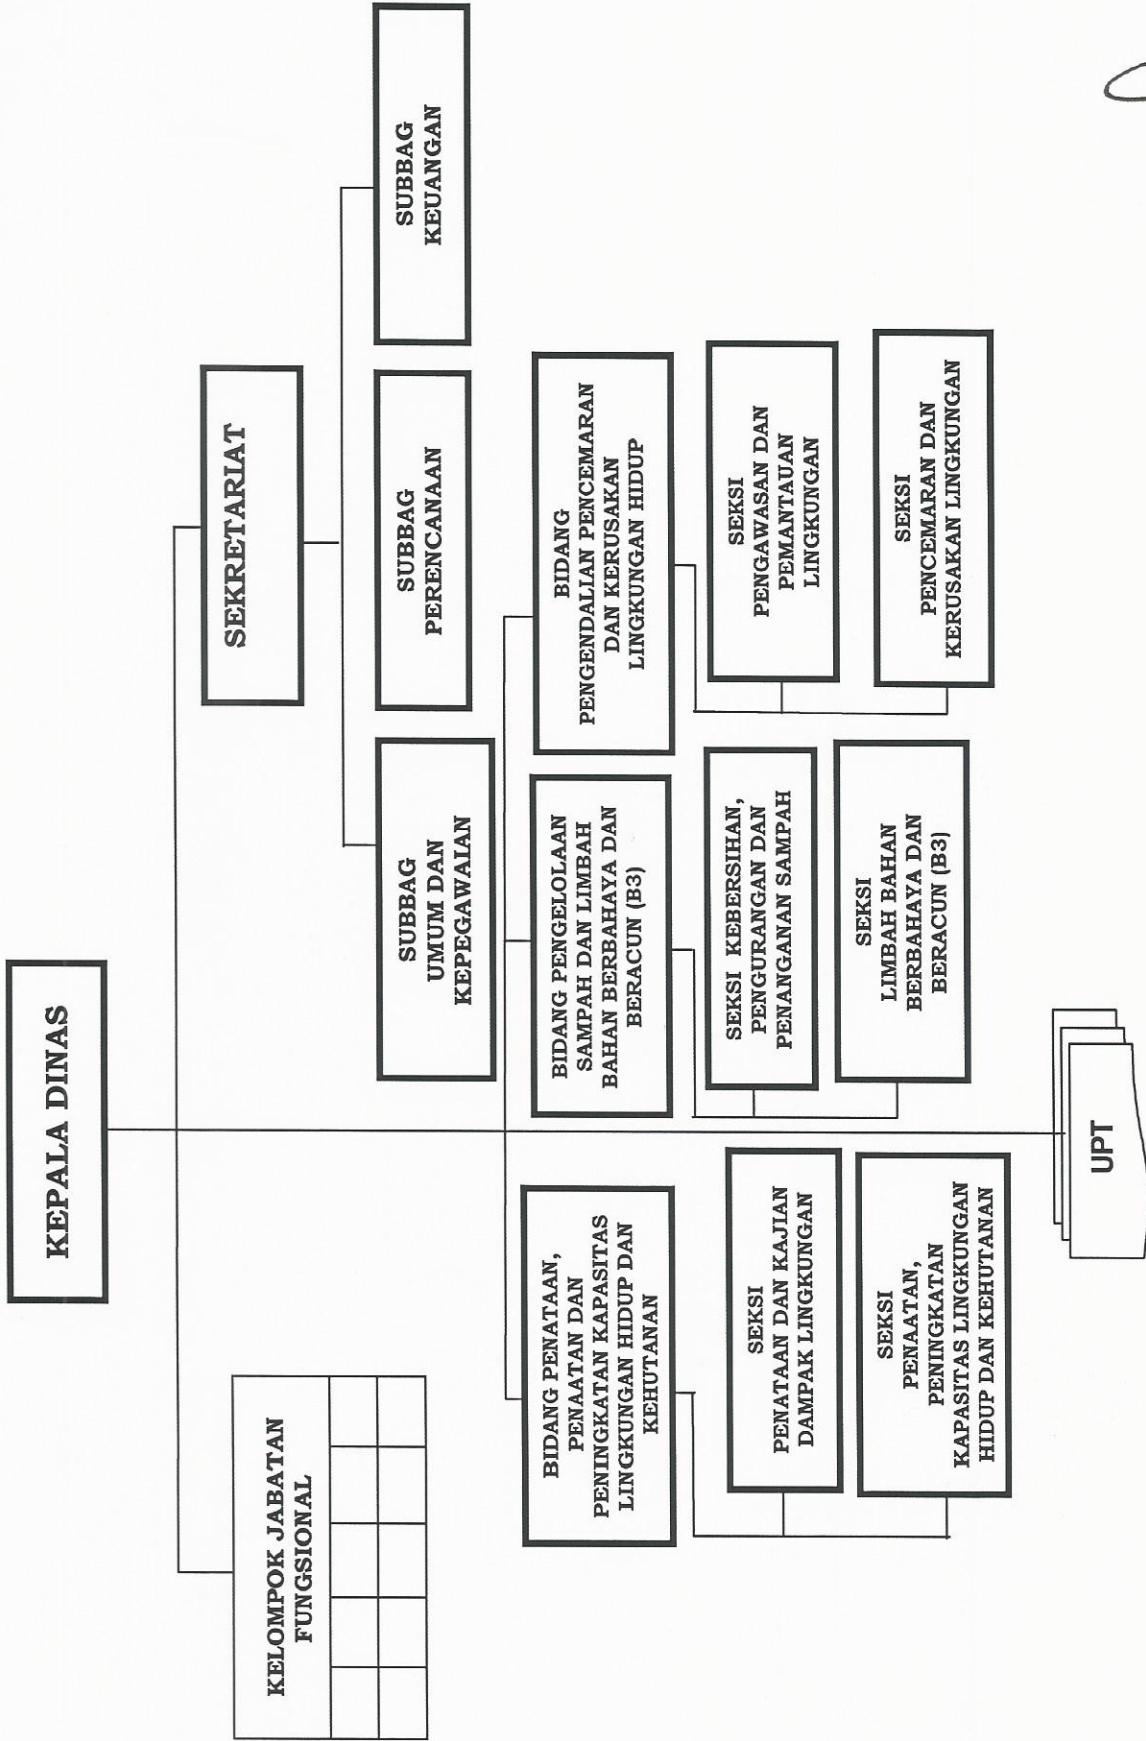 KEPALA DINAS
KELOMPOK JABATAN
FUNGSIONAL
SEKRETARIAT
SUBBAG
UMUM DAN
KEPEGAWAIAN
SUBBAG
PERENCANAAN
SUBBAG
KEUANGAN
BIDANG PENATAAN,
PENAATAN DAN
PENINGKATAN KAPASITAS
LINGKUNGAN HIDUP DAN
KEHUTANAN
BIDANG PENGELOLAAN
SAMPAH DAN LIMBAH
BAHAN BERBAHAYA DAN
BERACUN (B3)
BIDANG
PENGENDALIAN PENCEMARAN
DAN KERUSAKAN
LINGKUNGAN HIDUP
SEKSI
PENATAAN DAN KAJIAN
DAMPAK LINGKUNGAN
SEKSI KEBERSIHAN,
PENGURANGAN DAN
PENANGANAN SAMPAH
SEKSI
PENGAWASAN DAN
PEMANTAUAN
LINGKUNGAN
SEKSI
PENAATAN,
PENINGKATAN
KAPASITAS LINGKUNGAN
HIDUP DAN KEHUTANAN
SEKSI
LIMBAH BAHAN
BERBAHAYA DAN
BERACUN (B3)
SEKSI
PENCEMARAN DAN
KERUSAKAN LINGKUNGAN
UPT